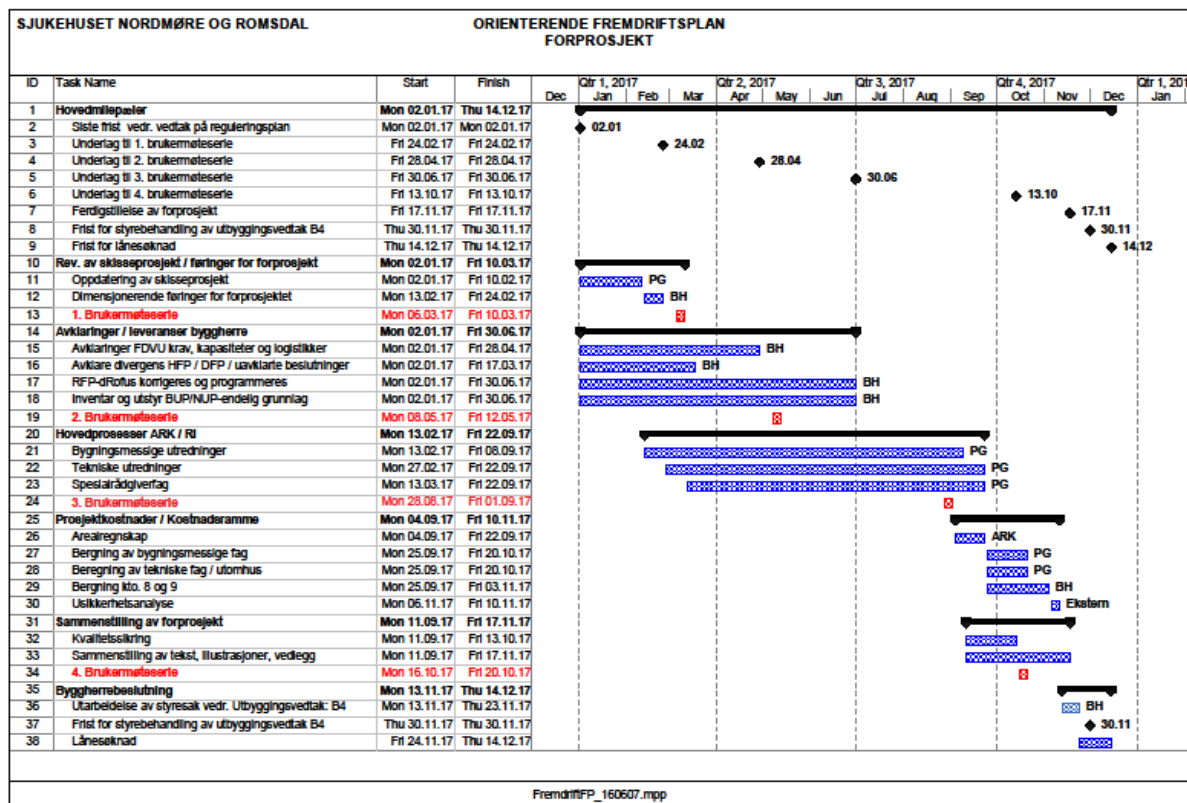 SJUKEHUSET NORDMØRE OG ROMSDAL
ORIENTERENDE FREMDRIFTSPLAN
FORPROSJEKT
ID Task Name Start Finish Qtr 1, 2017 Qtr 2, 2017 Qtr 3, 2017 Qtr 4, 2017 Qtr 1, 201
Dec Jan Feb Mar Apr May Jun Jul Aug Sep Oct Nov Dec Jan
1 Hovedmilepæler Mon 02.01.17 Thu 14.12.17
2 Siste frist vedr. vedtak på reguleringsplan Mon 02.01.17 Mon 02.01.17 02.01
3 Underlag til 1. brukermøteserie Fri 24.02.17 Fri 24.02.17 24.02
4 Underlag til 2. brukermøteserie Fri 28.04.17 Fri 28.04.17 28.04
5 Underlag til 3. brukermøteserie Fri 30.06.17 Fri 30.06.17 30.06
6 Underlag til 4. brukermøteserie Fri 13.10.17 Fri 13.10.17 13.10
7 Ferdigstillelse av forprosjekt Fri 17.11.17 Fri 17.11.17 17.11
8 Frist for styrebehandling av utbyggingsvedtak B4 Thu 30.11.17 Thu 30.11.17 30.11
9 Frist for lånesøknad Thu 14.12.17 Thu 14.12.17 14.12
10 Rev. av skisseprosjekt / føringer for forprosjekt Mon 02.01.17 Fri 10.03.17
11 Oppdatering av skisseprosjekt Mon 02.01.17 Fri 10.02.17 PG
12 Dimensjonerende føringer for forprosjektet Mon 13.02.17 Fri 24.02.17 BH
13 1. Brukermøteserie Mon 06.03.17 Fri 10.03.17
14 Avklaringer / leveranser byggherre Mon 02.01.17 Fri 30.06.17
15 Avklaringer FDVU krav, kapasiteter og logistikker Mon 02.01.17 Fri 28.04.17 BH
16 Avklare divergens HFP / DFP / uavklarte beslutninger Mon 02.01.17 Fri 17.03.17 BH
17 RFP-dRofus korrigeres og programmeres Mon 02.01.17 Fri 30.06.17 BH
18 Inventar og utstyr BUP/NUP-endelig grunnlag Mon 02.01.17 Fri 30.06.17 BH
19 2. Brukermøteserie Mon 08.05.17 Fri 12.05.17
20 Hovedprosesser ARK / RI Mon 13.02.17 Fri 22.09.17
21 Bygningsmessige utredninger Mon 13.02.17 Fri 08.09.17 PG
22 Tekniske utredninger Mon 27.02.17 Fri 22.09.17 PG
23 Spesialrådgiverfag Mon 13.03.17 Fri 22.09.17 PG
24 3. Brukermøteserie Mon 28.08.17 Fri 01.09.17
25 Prosjektkostnader / Kostnadsramme Mon 04.09.17 Fri 10.11.17
26 Arealregnskap Mon 04.09.17 Fri 22.09.17 ARK
27 Bergning av bygningsmessige fag Mon 25.09.17 Fri 20.10.17 PG
28 Beregning av tekniske fag / utomhus Mon 25.09.17 Fri 20.10.17 PG
29 Bergning kto. 8 og 9 Mon 25.09.17 Fri 03.11.17 BH
30 Usikkerhetsanalyse Mon 06.11.17 Fri 10.11.17 Ekstern
31 Sammenstilling av forprosjekt Mon 11.09.17 Fri 17.11.17
32 Kvalitetssikring Mon 11.09.17 Fri 13.10.17
33 Sammenstilling av tekst, illustrasjoner, vedlegg Mon 11.09.17 Fri 17.11.17
34 4. Brukermøteserie Mon 16.10.17 Fri 20.10.17
35 Byggherrebeslutning Mon 13.11.17 Thu 14.12.17
36 Utarbeidelse av styresak vedr. Utbyggingsvedtak: B4 Mon 13.11.17 Thu 23.11.17 BH
37 Frist for styrebehandling av utbyggingsvedtak B4 Thu 30.11.17 Thu 30.11.17 30.11
38 Lånesøknad Fri 24.11.17 Thu 14.12.17
FremdriftFP_160607.mpp